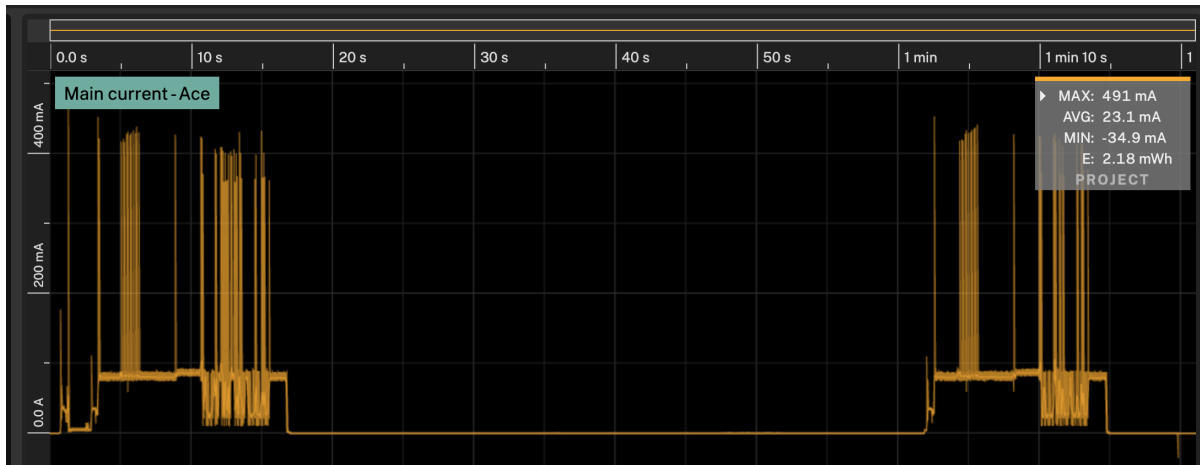 0.0 s 10 s 20 s 30 s 40 s 50 s 1 min 1 min 10 s 1
Main current - Ace
MAX: 491 mA
AVG: 23.1 mA
MIN: -34.9 mA
E: 2.18 mWh
PROJECT
400 mA
200 mA
0.0 A